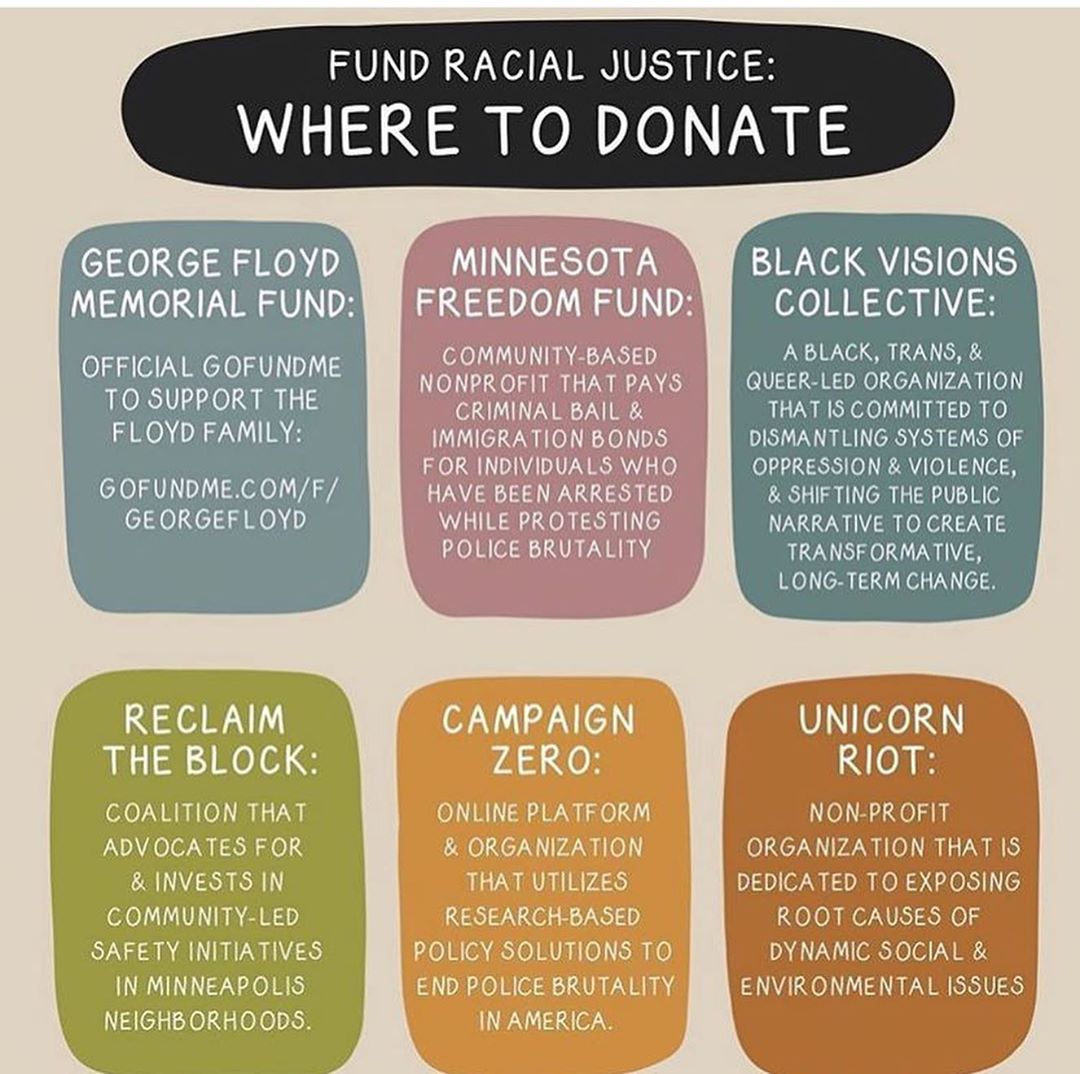 FUND RACIAL JUSTICE:
WHERE TO DONATE
GEORGE FLOYD
MEMORIAL FUND:
OFFICIAL GOFUNDME
TO SUPPORT THE
FLOYD FAMILY:
GOFUNDME.COM/F/
GEORGEFLOYD
MINNESOTA
FREEDOM FUND:
COMMUNITY-BASED
NONPROFIT THAT PAYS
CRIMINAL BAIL &
IMMIGRATION BONDS
FOR INDIVIDUALS WHO
HAVE BEEN ARRESTED
WHILE PROTESTING
POLICE BRUTALITY
BLACK VISIONS
COLLECTIVE:
A BLACK, TRANS, &
QUEER-LED ORGANIZATION
THAT IS COMMITTED TO
DISMANTLING SYSTEMS OF
OPPRESSION & VIOLENCE,
& SHIFTING THE PUBLIC
NARRATIVE TO CREATE
TRANSFORMATIVE,
LONG-TERM CHANGE.
RECLAIM
THE BLOCK:
COALITION THAT
ADVOCATES FOR
& INVESTS IN
COMMUNITY-LED
SAFETY INITIATIVES
IN MINNEAPOLIS
NEIGHBORHOODS.
CAMPAIGN
ZERO:
ONLINE PLATFORM
& ORGANIZATION
THAT UTILIZES
RESEARCH-BASED
POLICY SOLUTIONS TO
END POLICE BRUTALITY
IN AMERICA.
UNICORN
RIOT:
NON-PROFIT
ORGANIZATION THAT IS
DEDICATED TO EXPOSING
ROOT CAUSES OF
DYNAMIC SOCIAL &
ENVIRONMENTAL ISSUES